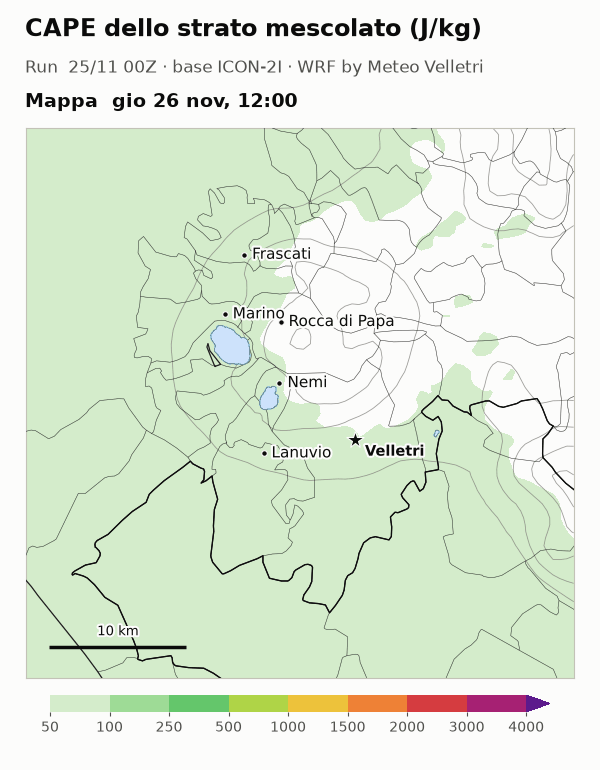 CAPE dello strato mescolato (J/kg)
Run  25/11 00Z · base ICON-2I · WRF by Meteo Velletri
Mappa  gio 26 nov, 12:00
Frascati
Marino
Rocca di Papa
Nemi
Velletri
Lanuvio
10 km
50 100 250 500 1000 1500 2000 3000 4000